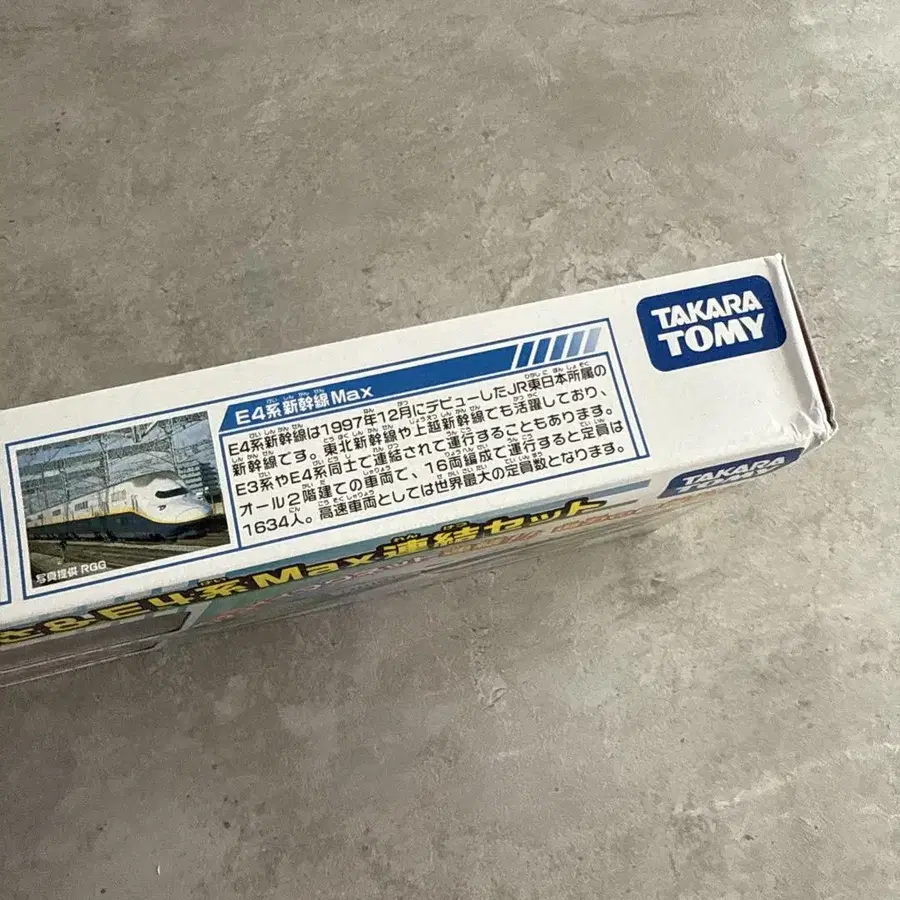 TAKARA
TOMY
E4系新幹線Max
E4系新幹線は1997年12月にデビューしたJR東日本所属の
新幹線です。東北新幹線や上越新幹線でも活躍しており、
E3系やE4系同士で連結されて運行することもあります。
オール2階建ての車両で、16両編成で運行すると定員は
1634人。高速車両としては世界最大の定員数となります。
写真提供 RGG
TAKARA
TOMY
&E4系Max連結セット